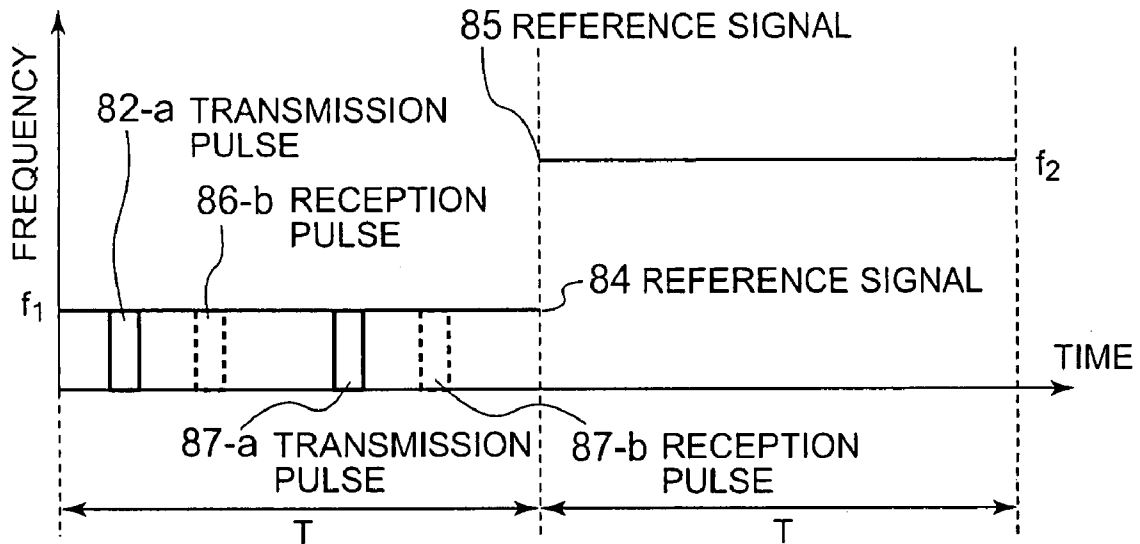 85 REFERENCE SIGNAL
FREQUENCY
82-a TRANSMISSION
PULSE
86-b RECEPTION
PULSE
f2
f1
84 REFERENCE SIGNAL
TIME
87-a TRANSMISSION
PULSE
87-b RECEPTION
PULSE
T
T